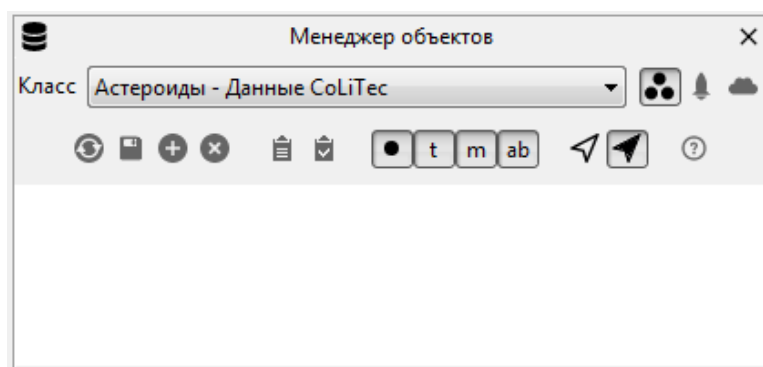 Менеджер объектов
Класс Астероиды - Данные CoLiTec
t m ab ?